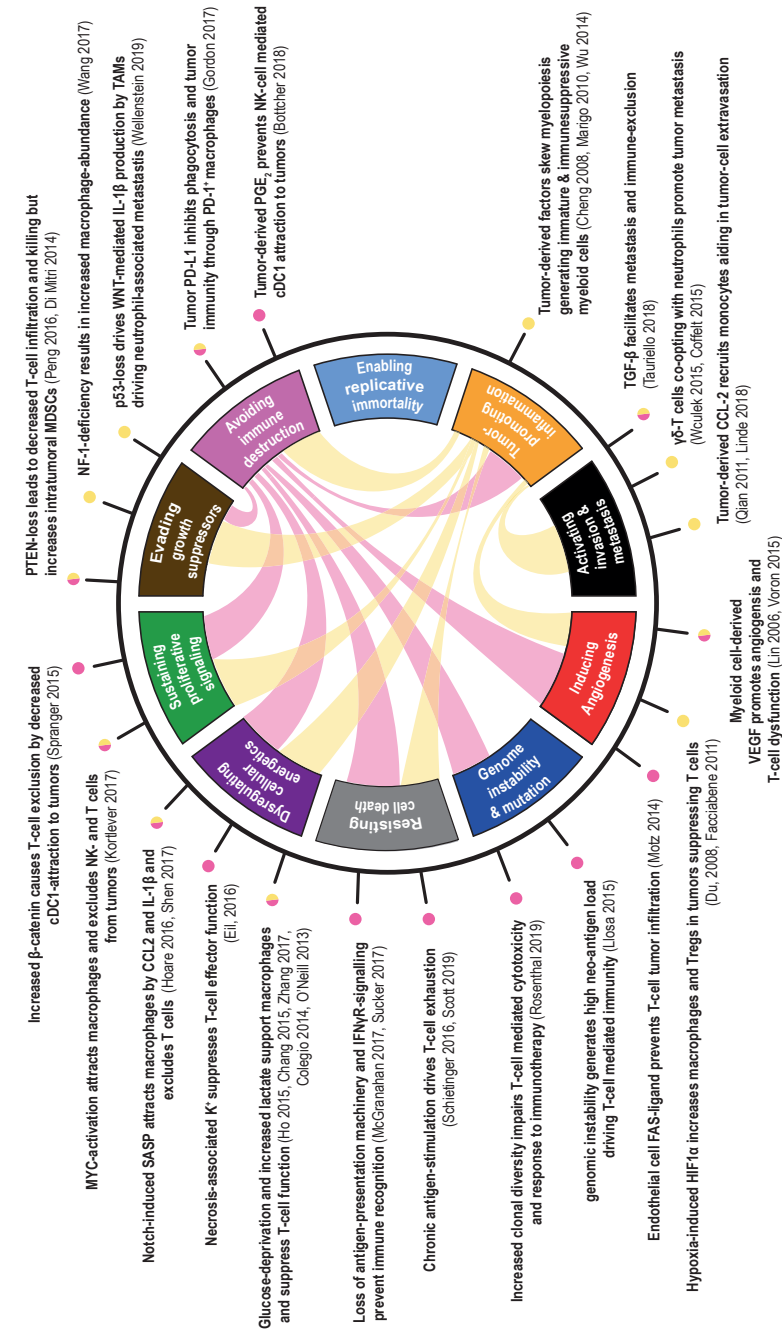 Increased β-catenin causes T-cell exclusion by decreased
cDC1-attraction to tumors (Spranger 2015)
MYC-activation attracts macrophages and excludes NK- and T cells
from tumors (Kortlever 2017)
Notch-induced SASP attracts macrophages by CCL2 and IL-1β and
excludes T cells (Hoare 2016, Shen 2017)
Necrosis-associated K⁺ suppresses T-cell effector function
(Eil, 2016)
Glucose-deprivation and increased lactate support macrophages
and suppress T-cell function (Ho 2015, Chang 2015, Zhang 2017,
Colegio 2014, O'Neill 2013)
Loss of antigen-presentation machinery and IFNγR-signalling
prevent immune recognition (McGranahan 2017, Sucker 2017)
Chronic antigen-stimulation drives T-cell exhaustion
(Schietinger 2016, Scott 2019)
Increased clonal diversity impairs T-cell mediated cytotoxicity
and response to immunotherapy (Rosenthal 2019)
genomic instability generates high neo-antigen load
driving T-cell mediated immunity (Llosa 2015)
Endothelial cell FAS-ligand prevents T-cell tumor infiltration (Motz 2014)
Hypoxia-induced HIF1α increases macrophages and Tregs in tumors suppressing T cells
(Du, 2008, Facciabene 2011)
PTEN-loss leads to decreased T-cell infiltration and killing but
increases intratumoral MDSCs (Peng 2016, Di Mitri 2014)
NF-1-deficiency results in increased macrophage-abundance (Wang 2017)
p53-loss drives WNT-mediated IL-1β production by TAMs
driving neutrophil-associated metastatis (Wellenstein 2019)
Tumor PD-L1 inhibits phagocytosis and tumor
immunity through PD-1⁺ macrophages (Gordon 2017)
Tumor-derived PGE₂ prevents NK-cell mediated
cDC1 attraction to tumors (Bottcher 2018)
Tumor-derived factors skew myelopoiesis
generating immature & immunesuppressive
myeloid cells (Cheng 2008, Marigo 2010, Wu 2014)
TGF-β facilitates metastasis and immune-exclusion
(Tauriello 2018)
γδ-T cells co-opting with neutrophils promote tumor metastasis
(Wculek 2015, Coffelt 2015)
Tumor-derived CCL-2 recruits monocytes aiding in tumor-cell extravasation
(Qian 2011, Linde 2018)
Myeloid cell-derived
VEGF promotes angiogenesis and
T-cell dysfunction (Lin 2006, Voron 2015)
Sustaining
proliferative
signaling
Evading
growth
suppressors
Avoiding
immune
destruction
Enabling
replicative
immortality
Tumor-
promoting
inflammation
Activating
invasion &
metastasis
Inducing
Angiogenesis
Genome
instability
& mutation
Resisting
cell death
Dysregulating
cellular
energetics